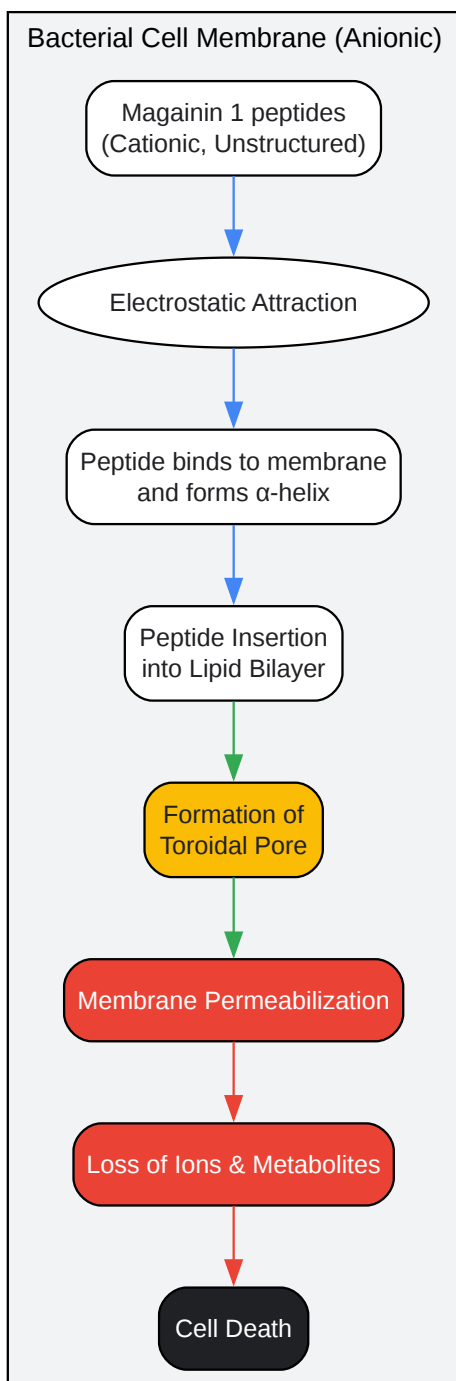 Bacterial Cell Membrane (Anionic)
Magainin 1 peptides
(Cationic, Unstructured)
Electrostatic Attraction
Peptide binds to membrane
and forms α-helix
Peptide Insertion
into Lipid Bilayer
Formation of
Toroidal Pore
Membrane Permeabilization
Loss of Ions & Metabolites
Cell Death